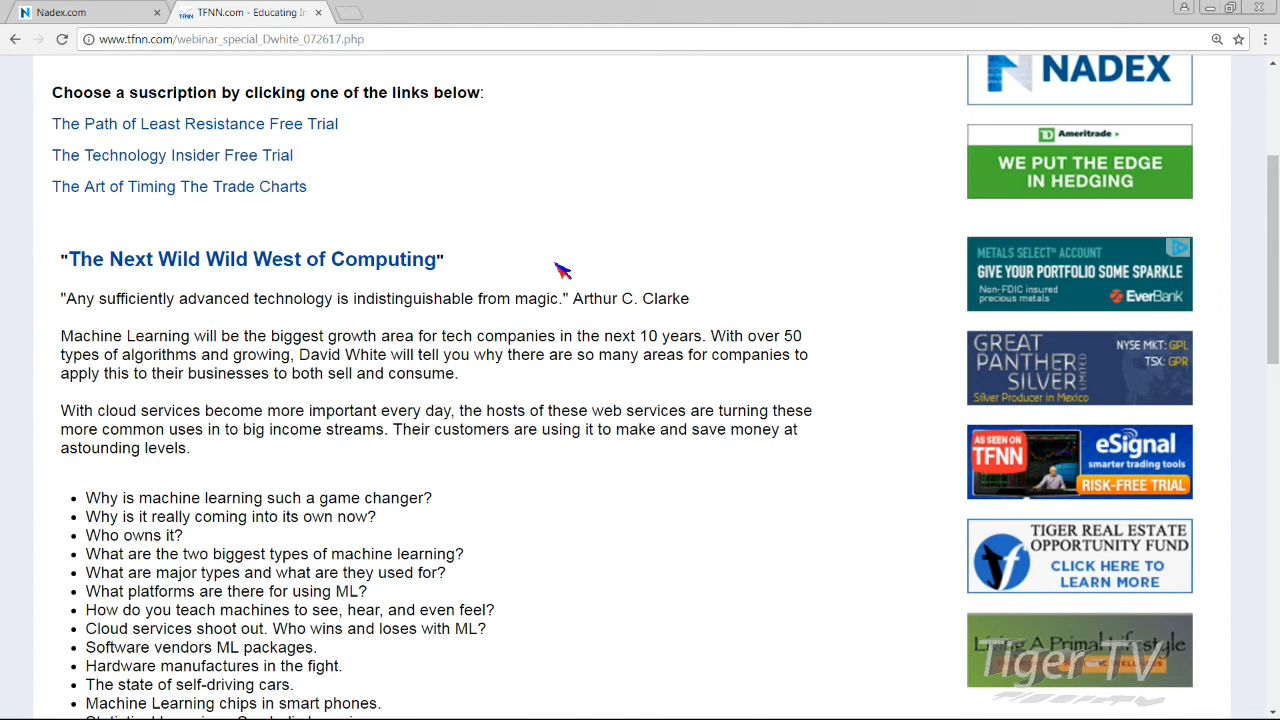 Nadex.com
TFNN.com - Educating In
www.tfnn.com/webinar_special_Dwhite_072617.php
Choose a suscription by clicking one of the links below:
The Path of Least Resistance Free Trial
The Technology Insider Free Trial
The Art of Timing The Trade Charts
"The Next Wild Wild West of Computing"
"Any sufficiently advanced technology is indistinguishable from magic." Arthur C. Clarke
Machine Learning will be the biggest growth area for tech companies in the next 10 years. With over 50
types of algorithms and growing, David White will tell you why there are so many areas for companies to
apply this to their businesses to both sell and consume.
With cloud services become more important every day, the hosts of these web services are turning these
more common uses in to big income streams. Their customers are using it to make and save money at
astounding levels.
• Why is machine learning such a game changer?
• Why is it really coming into its own now?
• Who owns it?
• What are the two biggest types of machine learning?
• What are major types and what are they used for?
• What platforms are there for using ML?
• How do you teach machines to see, hear, and even feel?
• Cloud services shoot out. Who wins and loses with ML?
• Software vendors ML packages.
• Hardware manufactures in the fight.
• The state of self-driving cars.
• Machine Learning chips in smart phones.
NADEX
TD Ameritrade
WE PUT THE EDGE
IN HEDGING
METALS SELECT℠ ACCOUNT
GIVE YOUR PORTFOLIO SOME SPARKLE
Non-FDIC insured
precious metals
EverBank
GREAT
PANTHER
SILVER
LIMITED
NYSE MKT: GPL
TSX: GPR
Silver Producer in Mexico
AS SEEN ON
TFNN
eSignal
smarter trading tools
RISK-FREE TRIAL
TIGER REAL ESTATE
OPPORTUNITY FUND
CLICK HERE TO
LEARN MORE
Living A Primal Lifestyle
Tiger TV